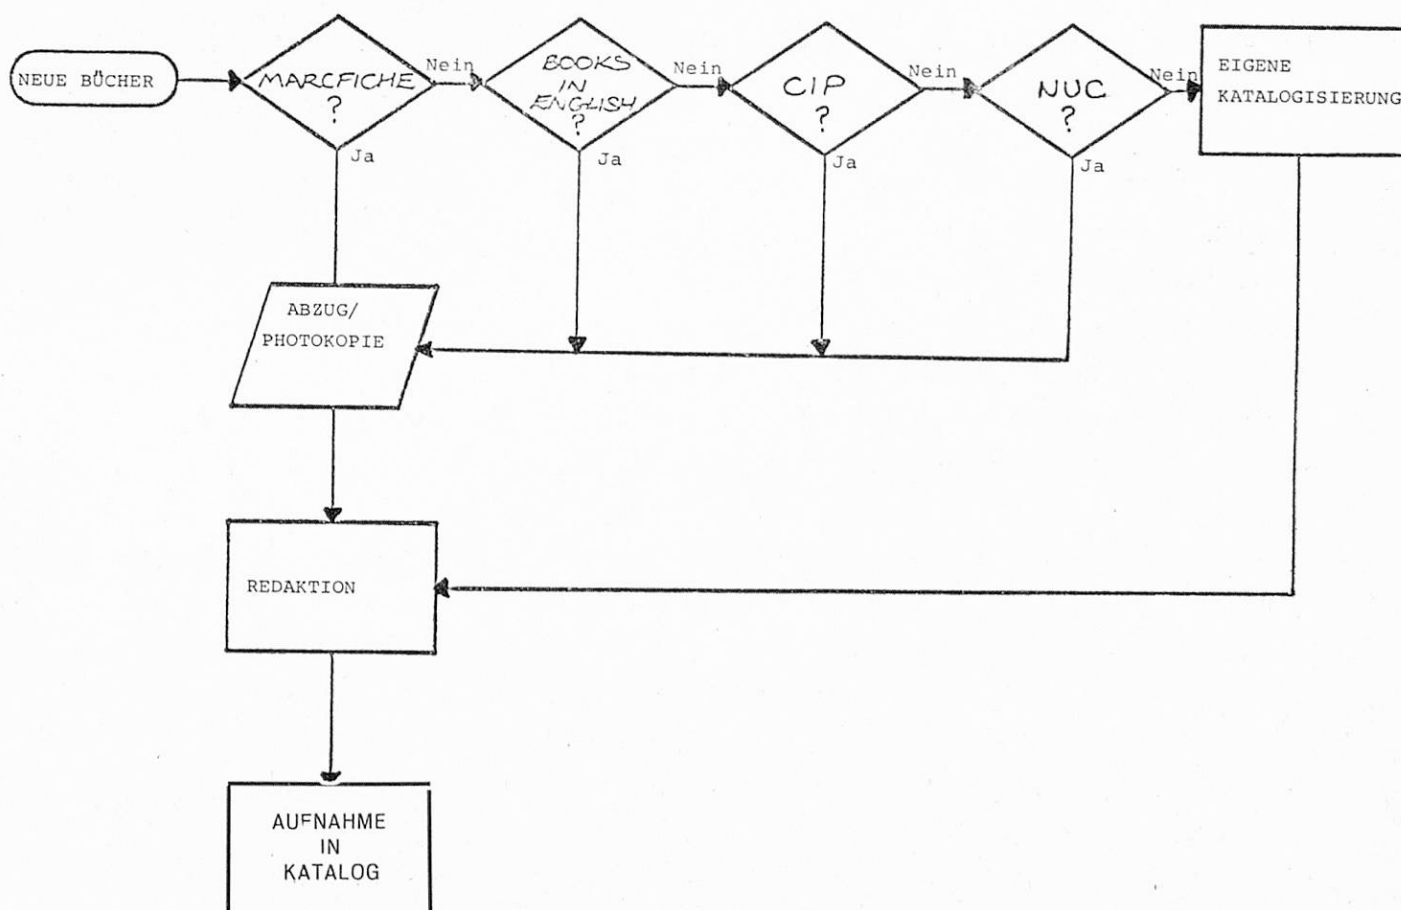 NEUE BÜCHER
MARCFICHE
?
Nein
Ja
BOOKS
IN
ENGLISH
?
Nein
Ja
CIP
?
Nein
Ja
NUC
?
Nein
Ja
EIGENE
KATALOGISIERUNG
ABZUG/
PHOTOKOPIE
REDAKTION
AUFNAHME
IN
KATALOG